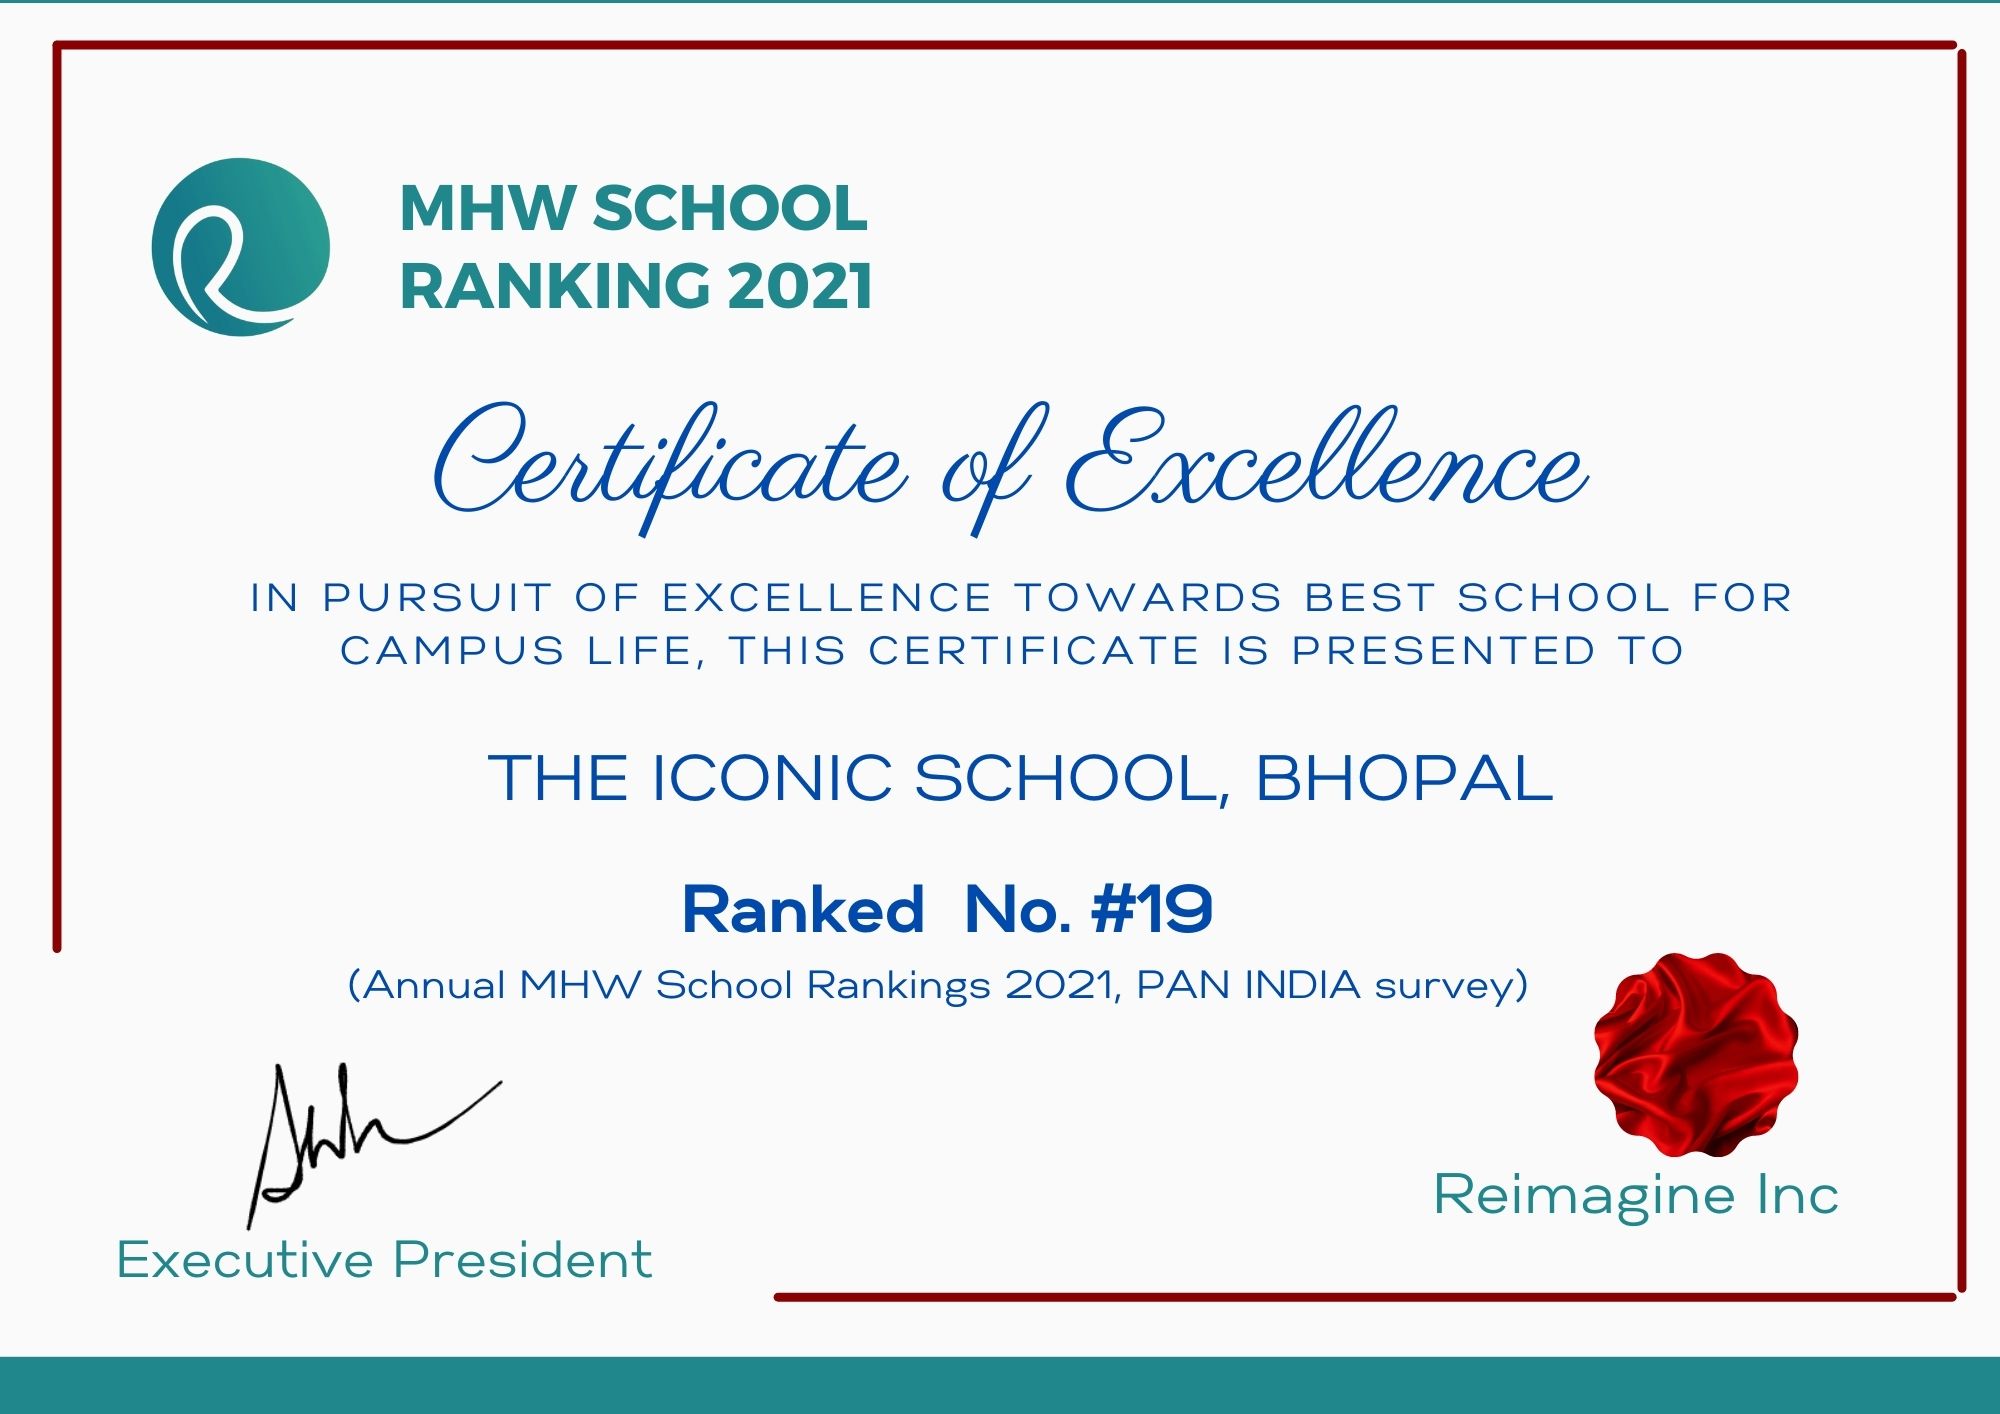 MHW SCHOOL
RANKING 2021
Certificate of Excellence
IN PURSUIT OF EXCELLENCE TOWARDS BEST SCHOOL FOR
CAMPUS LIFE, THIS CERTIFICATE IS PRESENTED TO
THE ICONIC SCHOOL, BHOPAL
Ranked No. #19
(Annual MHW School Rankings 2021, PAN INDIA survey)
Reimagine Inc
Executive President